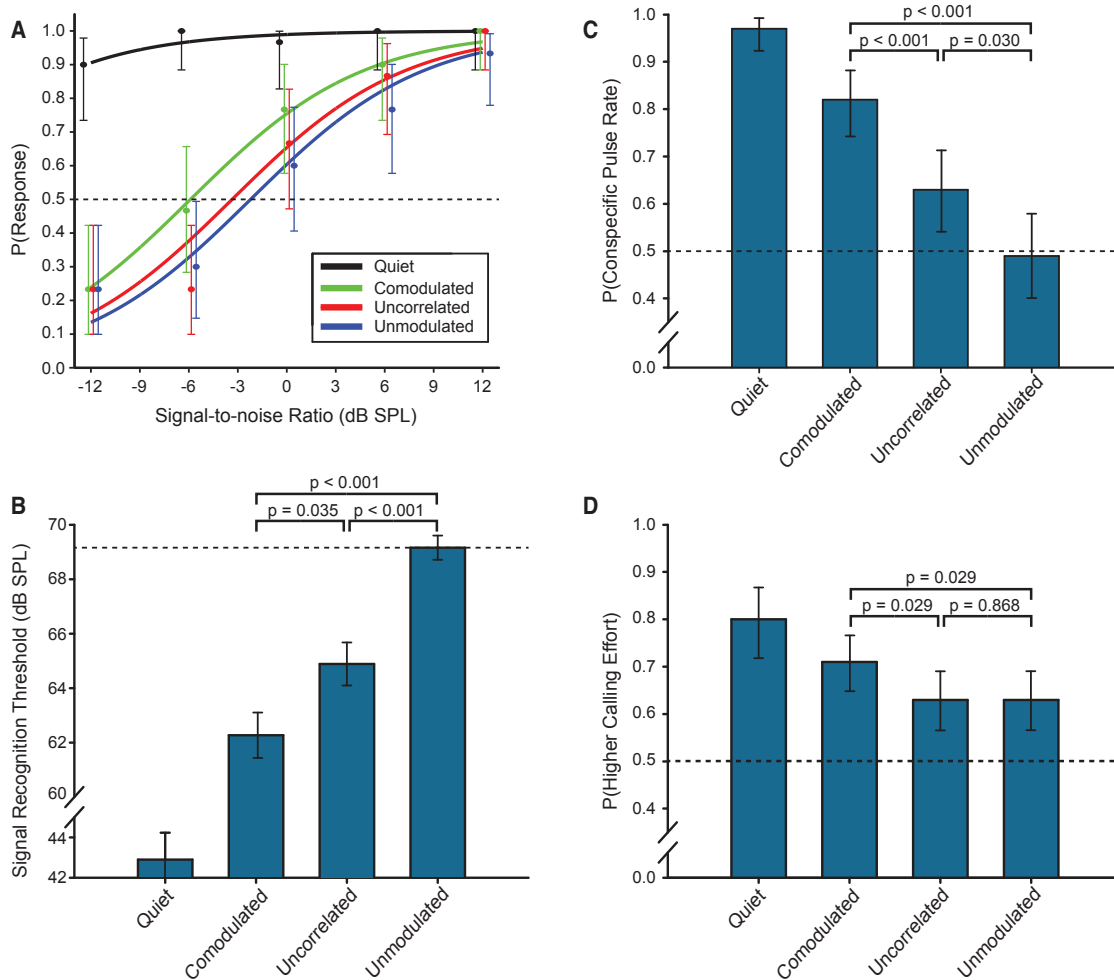 A
1.0
0.9
0.8
0.7
0.6
0.5
0.4
0.3
0.2
0.1
0.0
P(Response)
Quiet
Comodulated
Uncorrelated
Unmodulated
-12 -9 -6 -3 0 3 6 9 12
Signal-to-noise Ratio (dB SPL)
C
p < 0.001
p < 0.001 p = 0.030
1.0
0.9
0.8
0.7
0.6
0.5
0.4
0.0
P(Conspecific Pulse Rate)
Quiet
Comodulated
Uncorrelated
Unmodulated
B
p < 0.001
p = 0.035 p < 0.001
70
68
66
64
62
60
44
42
Signal Recognition Threshold (dB SPL)
Quiet
Comodulated
Uncorrelated
Unmodulated
D
p = 0.029
p = 0.029 p = 0.868
1.0
0.9
0.8
0.7
0.6
0.5
0.4
0.0
P(Higher Calling Effort)
Quiet
Comodulated
Uncorrelated
Unmodulated